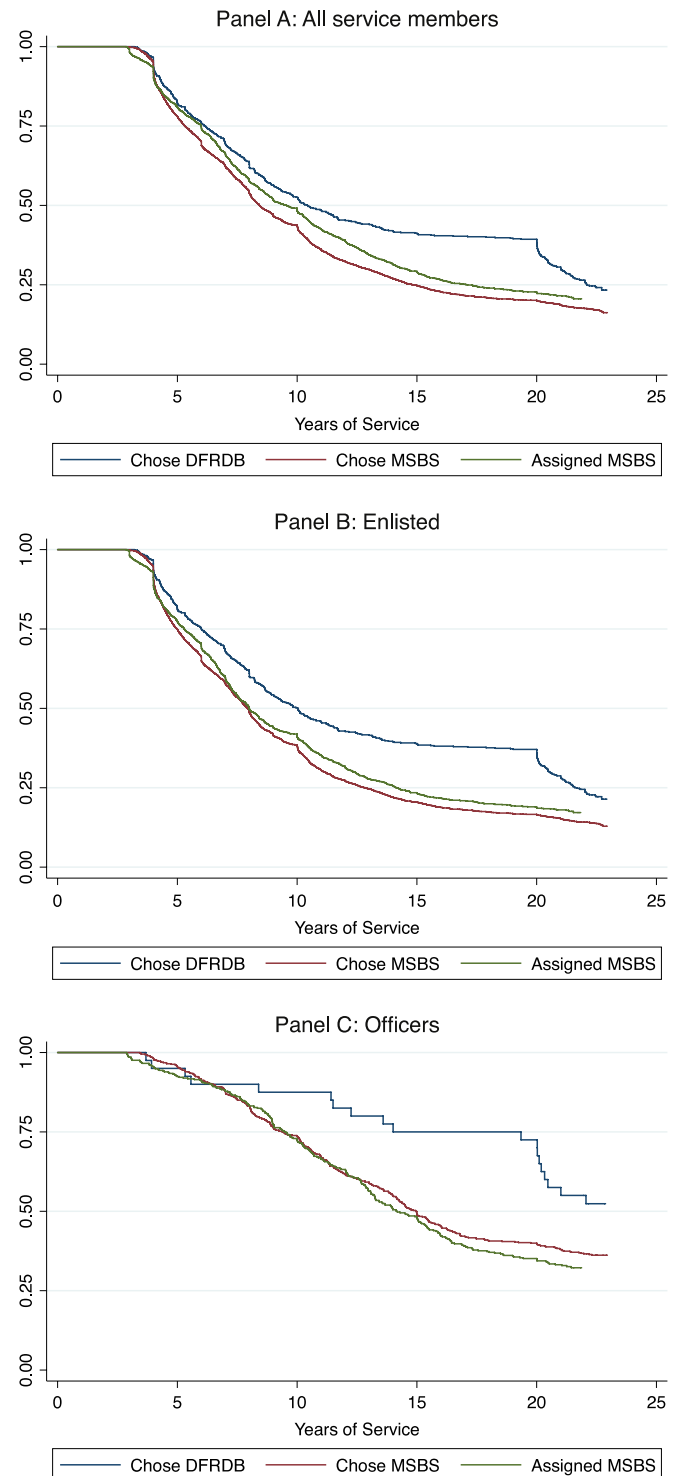 Panel A: All service members
1.00
0.75
0.50
0.25
0.00
0 5 10 15 20 25
Years of Service
Chose DFRDB Chose MSBS Assigned MSBS
Panel B: Enlisted
1.00
0.75
0.50
0.25
0.00
0 5 10 15 20 25
Years of Service
Chose DFRDB Chose MSBS Assigned MSBS
Panel C: Officers
1.00
0.75
0.50
0.25
0.00
0 5 10 15 20 25
Years of Service
Chose DFRDB Chose MSBS Assigned MSBS